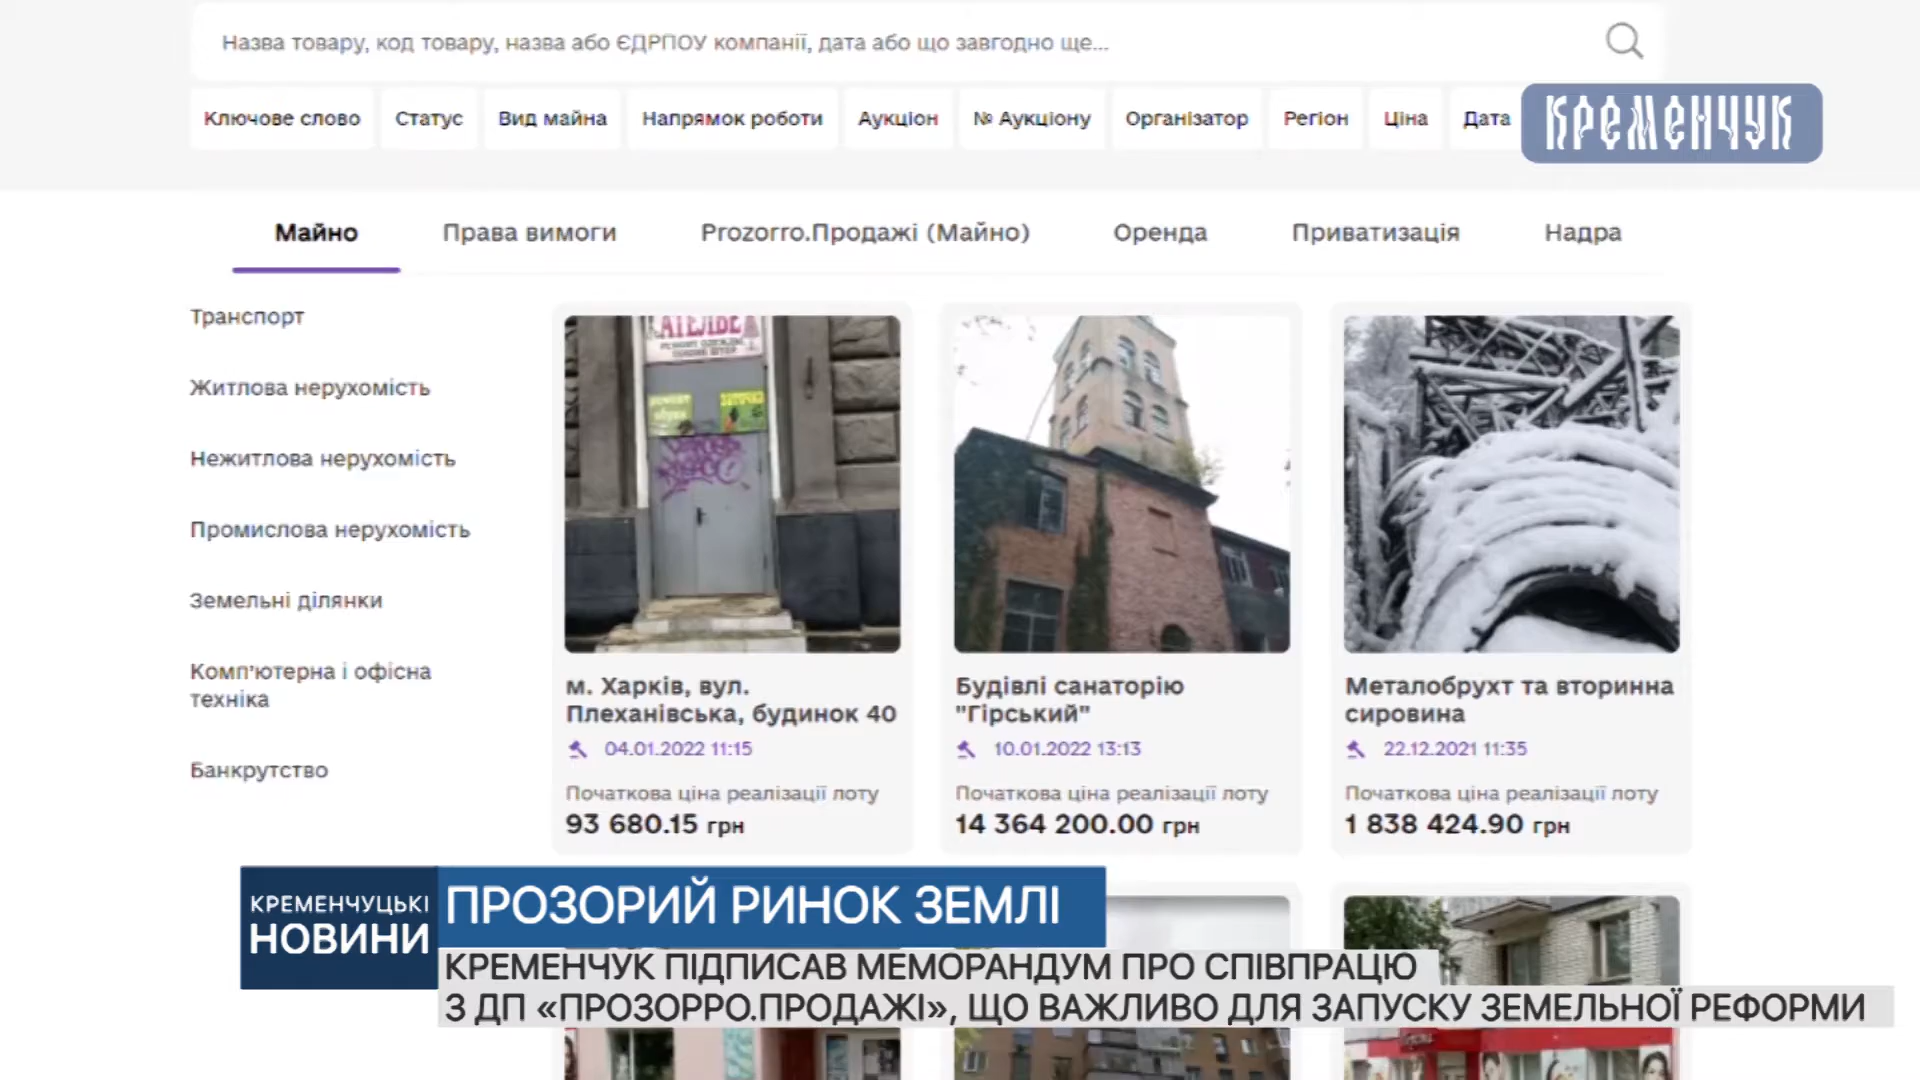 Назва товару, код товару, назва або ЄДРПОУ компанії, дата або що завгодно ще...
Ключове слово Статус Вид майна Напрямок роботи Аукціон № Аукціону Організатор Регіон Ціна Дата
КРЕМЕНЧУК
Майно Права вимоги Prozorro.Продажі (Майно) Оренда Приватизація Надра
Транспорт
Житлова нерухомість
Нежитлова нерухомість
Промислова нерухомість
Земельні ділянки
Комп'ютерна і офісна
техніка
Банкрутство
АТЕЛЬЕ
м. Харків, вул.
Плеханівська, будинок 40
04.01.2022 11:15
Початкова ціна реалізації лоту
93 680.15 грн
Будівлі санаторію
"Гірський"
10.01.2022 13:13
Початкова ціна реалізації лоту
14 364 200.00 грн
Металобрухт та вторинна
сировина
22.12.2021 11:35
Початкова ціна реалізації лоту
1 838 424.90 грн
КРЕМЕНЧУЦЬКІ
НОВИНИ
ПРОЗОРИЙ РИНОК ЗЕМЛІ
КРЕМЕНЧУК ПІДПИСАВ МЕМОРАНДУМ ПРО СПІВПРАЦЮ
З ДП «ПРОЗОРРО.ПРОДАЖІ», ЩО ВАЖЛИВО ДЛЯ ЗАПУСКУ ЗЕМЕЛЬНОЇ РЕФОРМИ